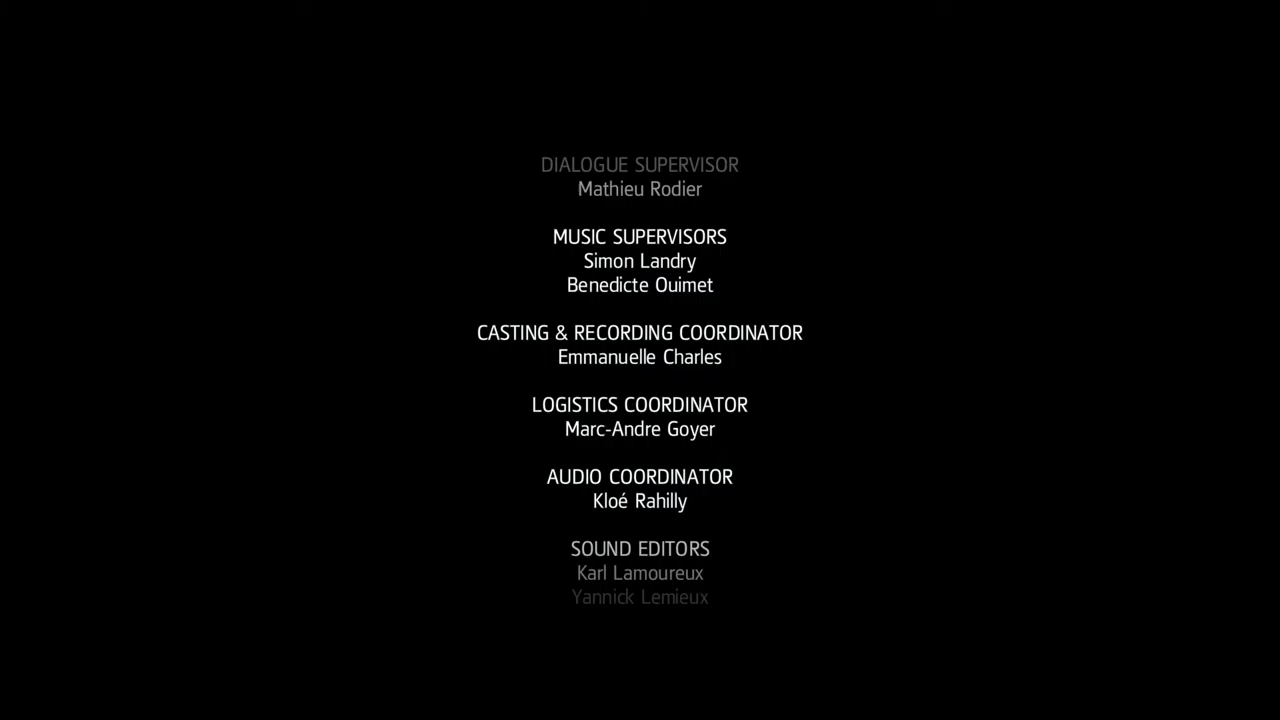 DIALOGUE SUPERVISOR
Mathieu Rodier
MUSIC SUPERVISORS
Simon Landry
Benedicte Ouimet
CASTING & RECORDING COORDINATOR
Emmanuelle Charles
LOGISTICS COORDINATOR
Marc-Andre Goyer
AUDIO COORDINATOR
Kloé Rahilly
SOUND EDITORS
Karl Lamoureux
Yannick Lemieux